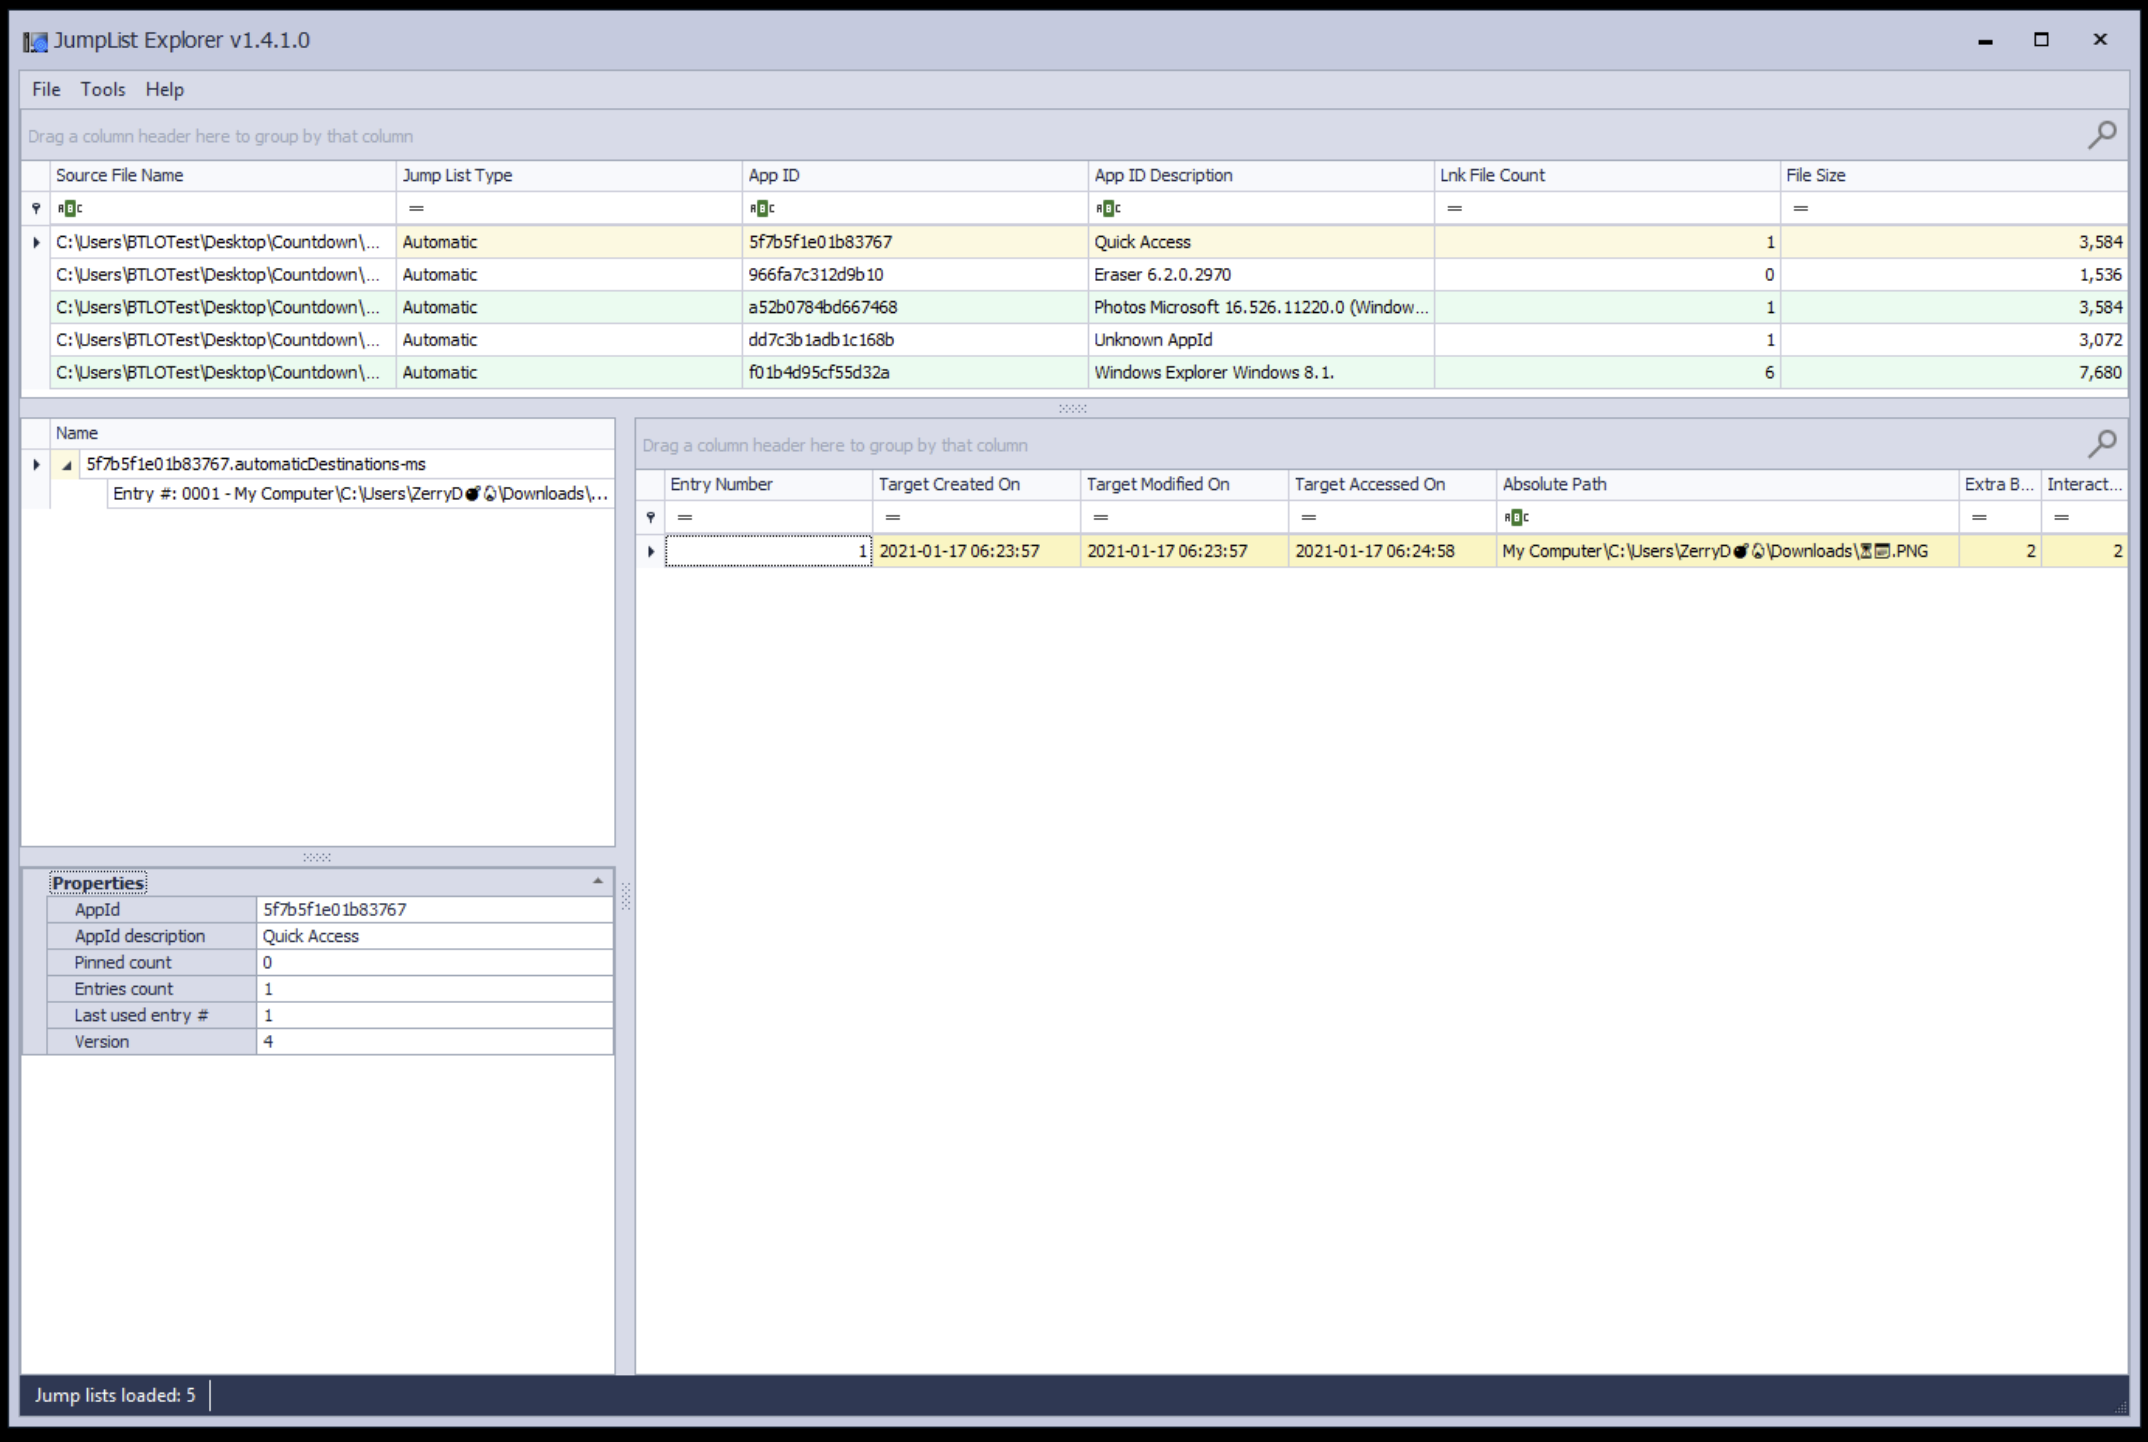 JumpList Explorer v1.4.1.0
File Tools Help
Drag a column header here to group by that column
Source File Name Jump List Type App ID App ID Description Lnk File Count File Size
ABC = ABC ABC = =
C:\Users\BTLOTest\Desktop\Countdown\... Automatic 5f7b5f1e01b83767 Quick Access 1 3,584
C:\Users\BTLOTest\Desktop\Countdown\... Automatic 966fa7c312d9b10 Eraser 6.2.0.2970 0 1,536
C:\Users\BTLOTest\Desktop\Countdown\... Automatic a52b0784bd667468 Photos Microsoft 16.526.11220.0 (Window... 1 3,584
C:\Users\BTLOTest\Desktop\Countdown\... Automatic dd7c3b1adb1c168b Unknown AppId 1 3,072
C:\Users\BTLOTest\Desktop\Countdown\... Automatic f01b4d95cf55d32a Windows Explorer Windows 8.1. 6 7,680
Name
5f7b5f1e01b83767.automaticDestinations-ms
Entry #: 0001 - My Computer\C:\Users\ZerryD💣🔥\Downloads\...
Drag a column header here to group by that column
Entry Number Target Created On Target Modified On Target Accessed On Absolute Path Extra B... Interact...
= = = = ABC = =
1 2021-01-17 06:23:57 2021-01-17 06:23:57 2021-01-17 06:24:58 My Computer\C:\Users\ZerryD💣🔥\Downloads\⏳📅.PNG 2 2
Properties
AppId 5f7b5f1e01b83767
AppId description Quick Access
Pinned count 0
Entries count 1
Last used entry # 1
Version 4
Jump lists loaded: 5